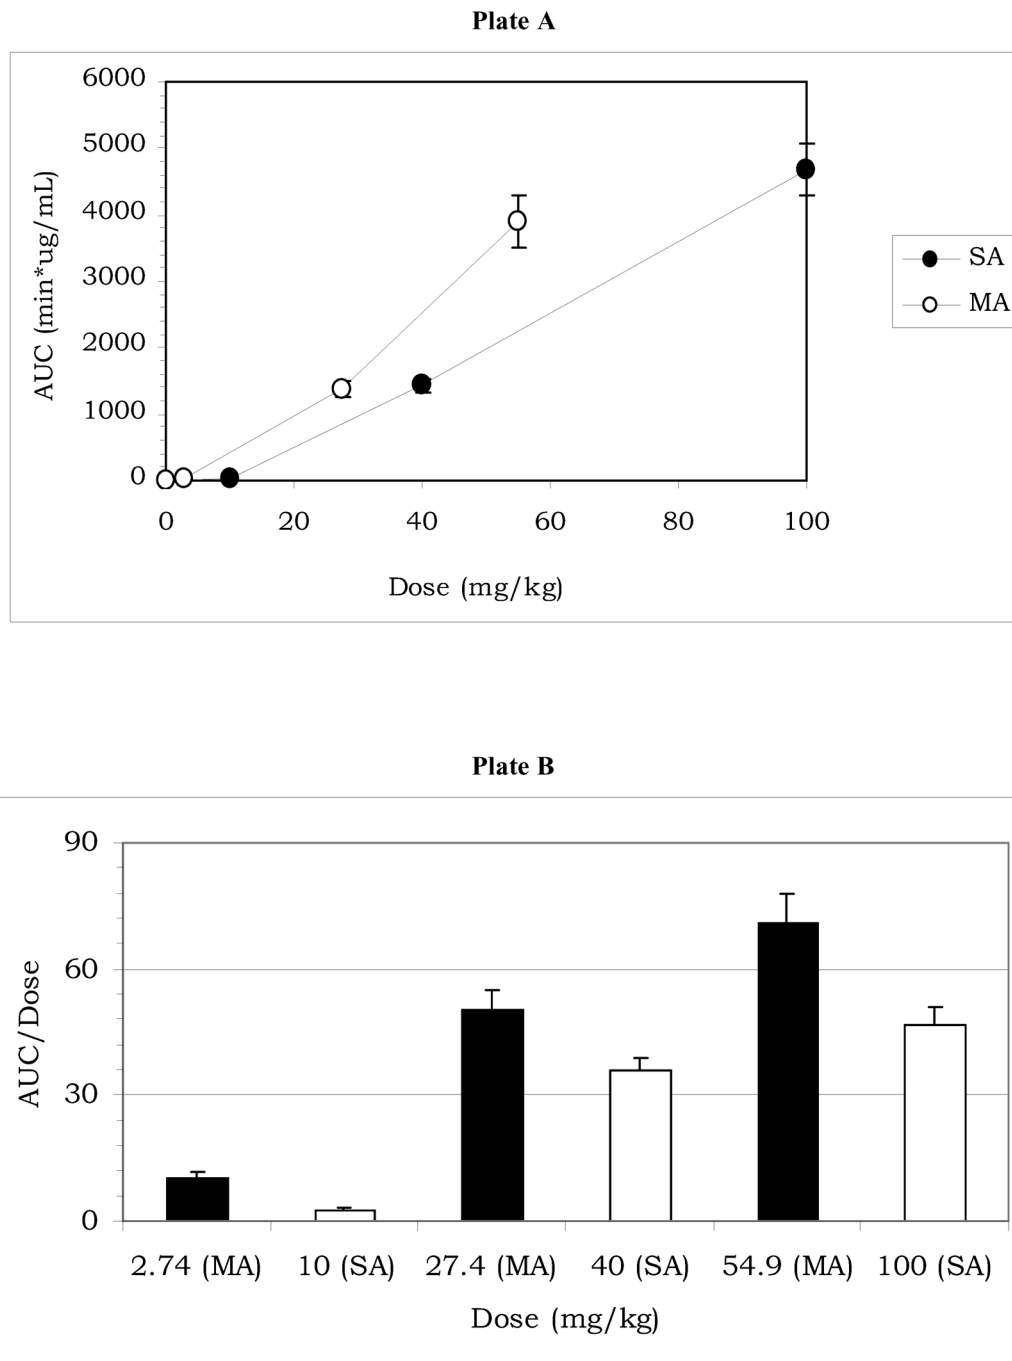 Plate A
6000
5000
4000
3000
2000
1000
0
AUC (min*ug/mL)
0 20 40 60 80 100
Dose (mg/kg)
SA
MA
Plate B
90
60
30
0
AUC/Dose
2.74 (MA) 10 (SA) 27.4 (MA) 40 (SA) 54.9 (MA) 100 (SA)
Dose (mg/kg)